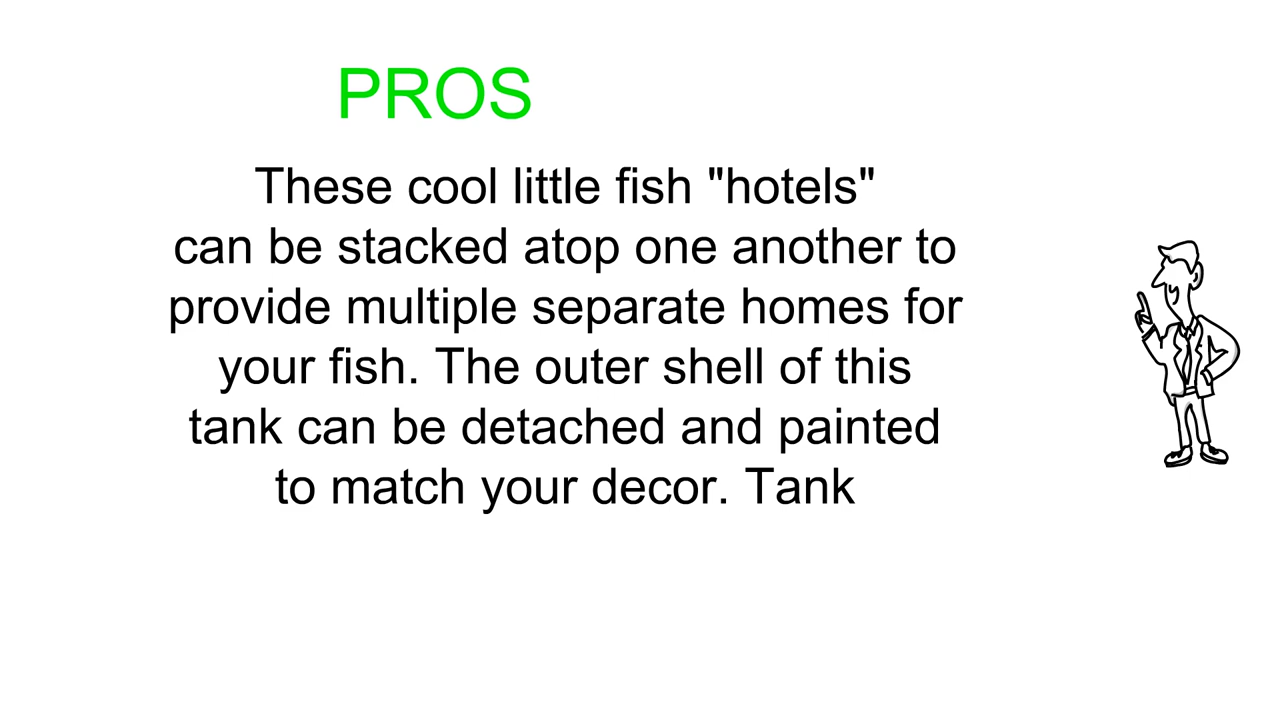 PROS
These cool little fish "hotels"
can be stacked atop one another to
provide multiple separate homes for
your fish. The outer shell of this
tank can be detached and painted
to match your decor. Tank